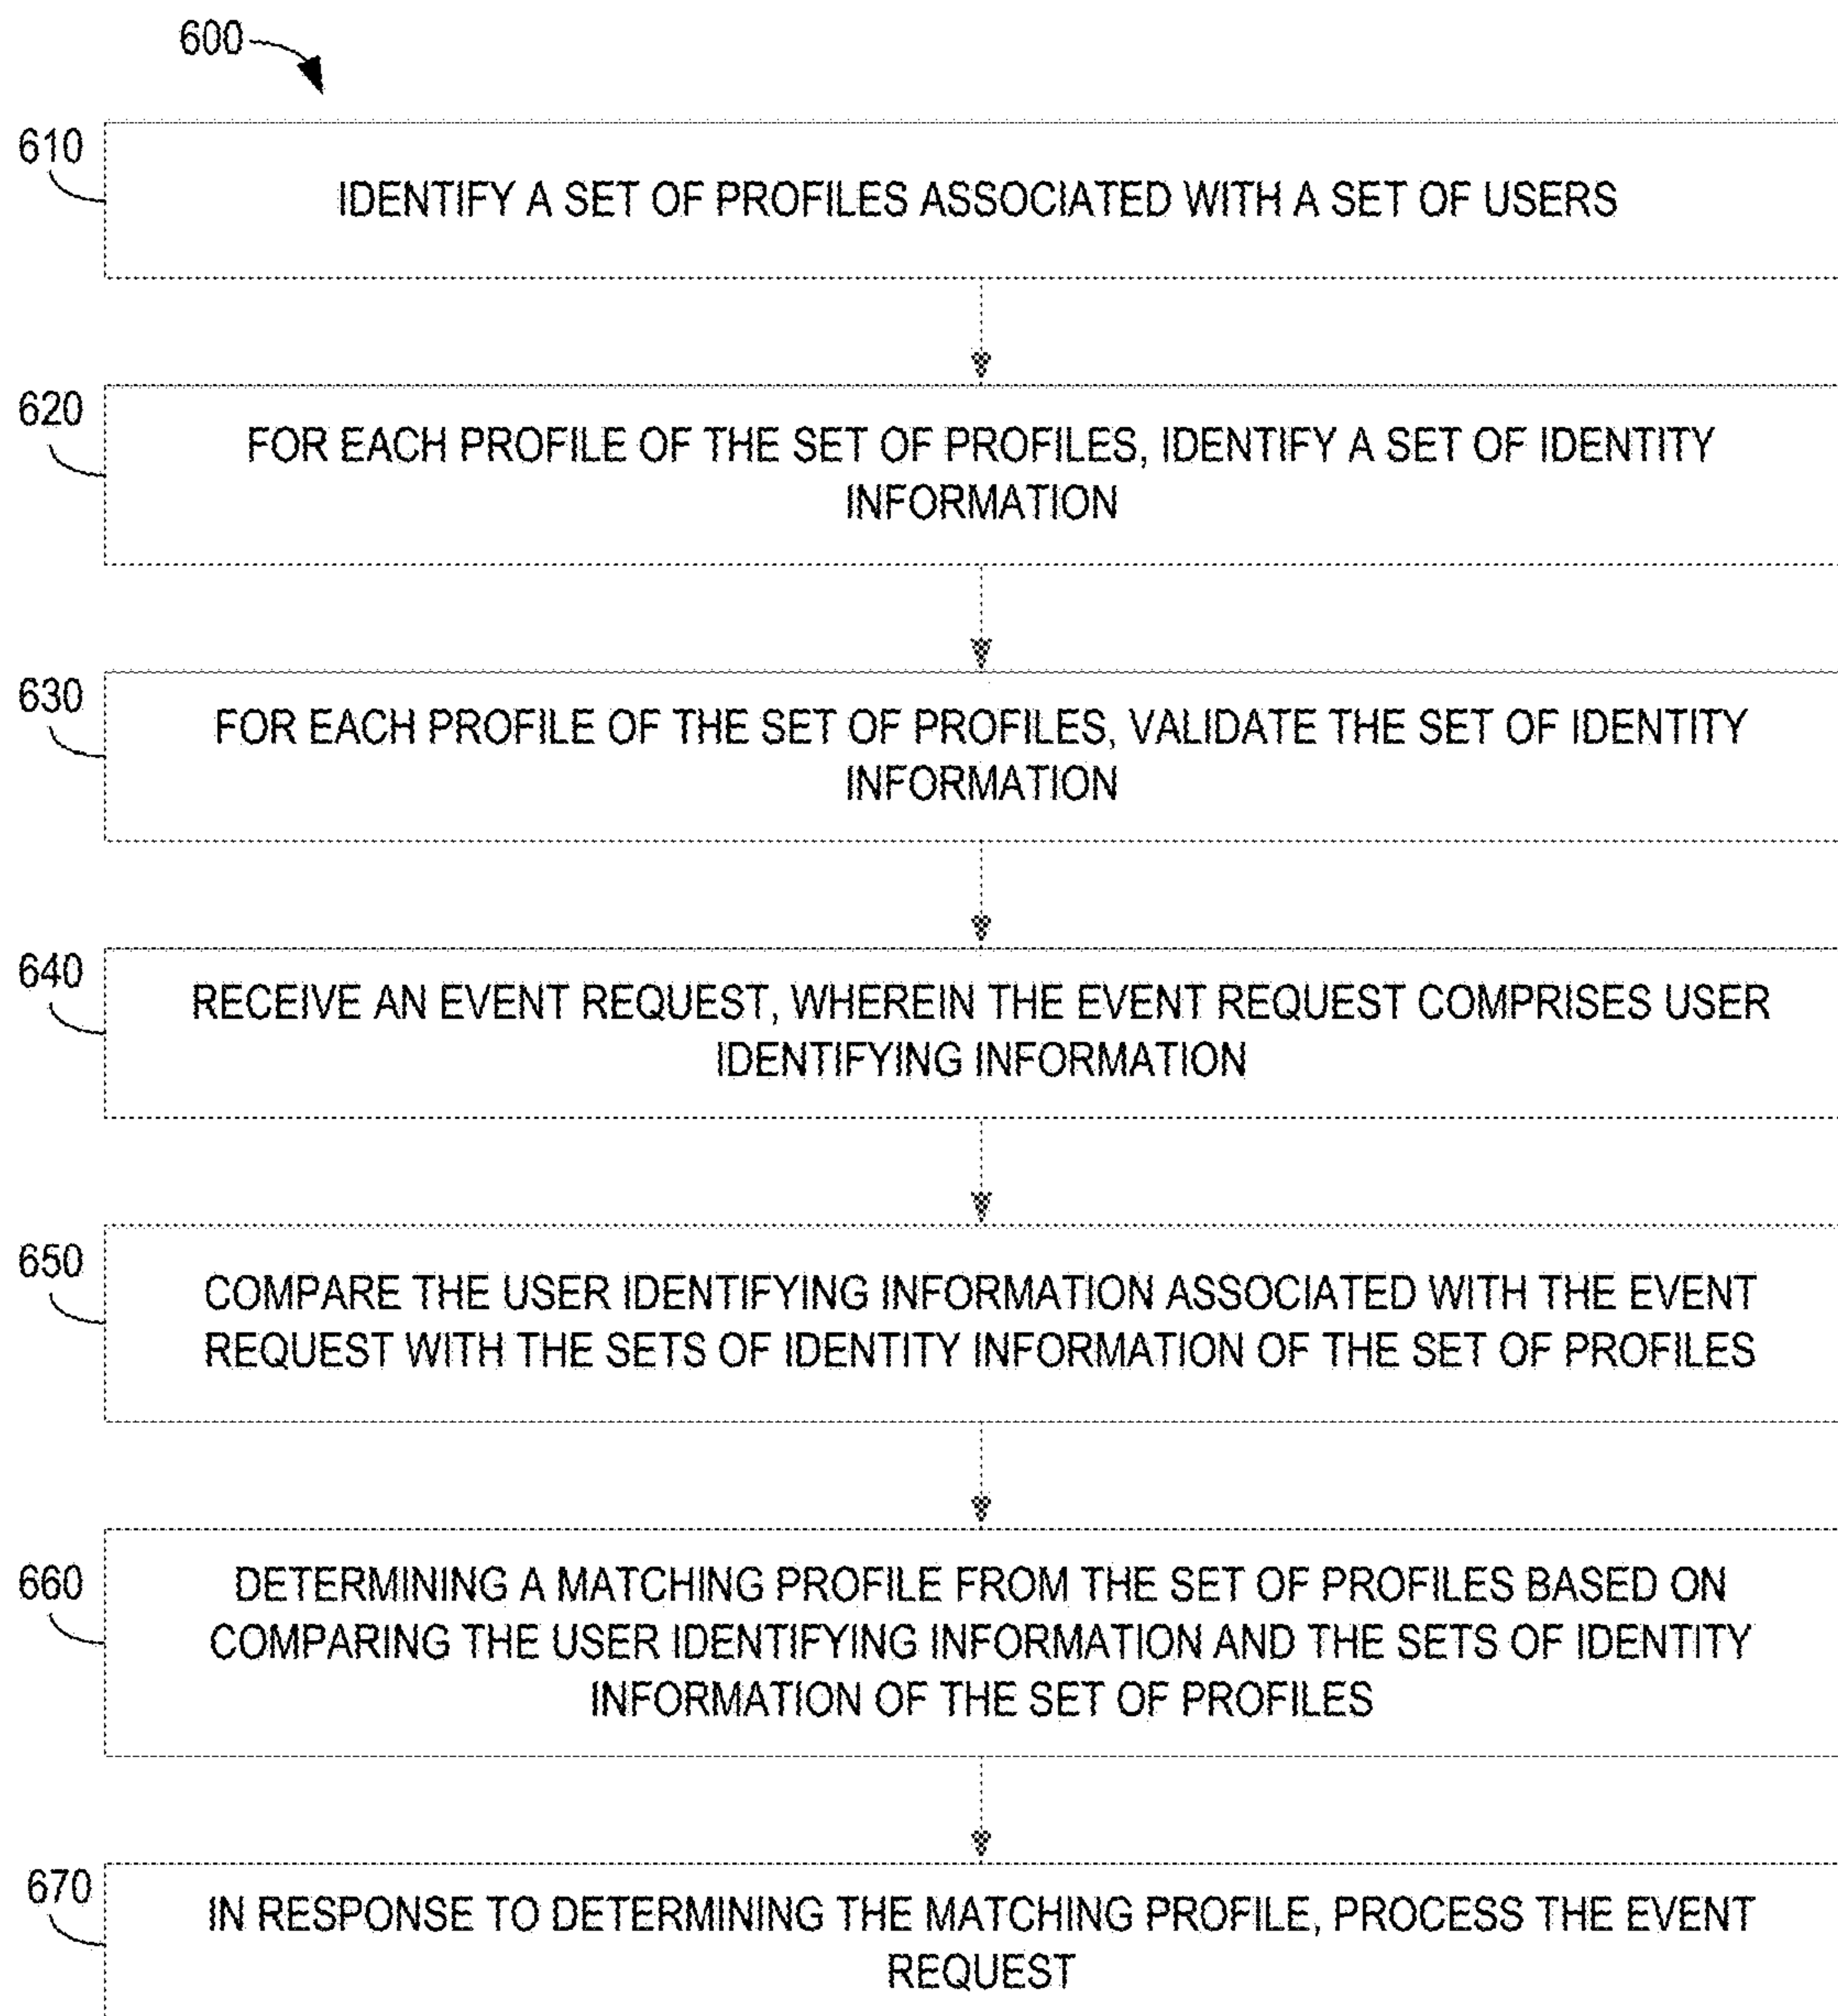 600
610
IDENTIFY A SET OF PROFILES ASSOCIATED WITH A SET OF USERS
620
FOR EACH PROFILE OF THE SET OF PROFILES, IDENTIFY A SET OF IDENTITY
INFORMATION
630
FOR EACH PROFILE OF THE SET OF PROFILES, VALIDATE THE SET OF IDENTITY
INFORMATION
640
RECEIVE AN EVENT REQUEST, WHEREIN THE EVENT REQUEST COMPRISES USER
IDENTIFYING INFORMATION
650
COMPARE THE USER IDENTIFYING INFORMATION ASSOCIATED WITH THE EVENT
REQUEST WITH THE SETS OF IDENTITY INFORMATION OF THE SET OF PROFILES
660
DETERMINING A MATCHING PROFILE FROM THE SET OF PROFILES BASED ON
COMPARING THE USER IDENTIFYING INFORMATION AND THE SETS OF IDENTITY
INFORMATION OF THE SET OF PROFILES
670
IN RESPONSE TO DETERMINING THE MATCHING PROFILE, PROCESS THE EVENT
REQUEST